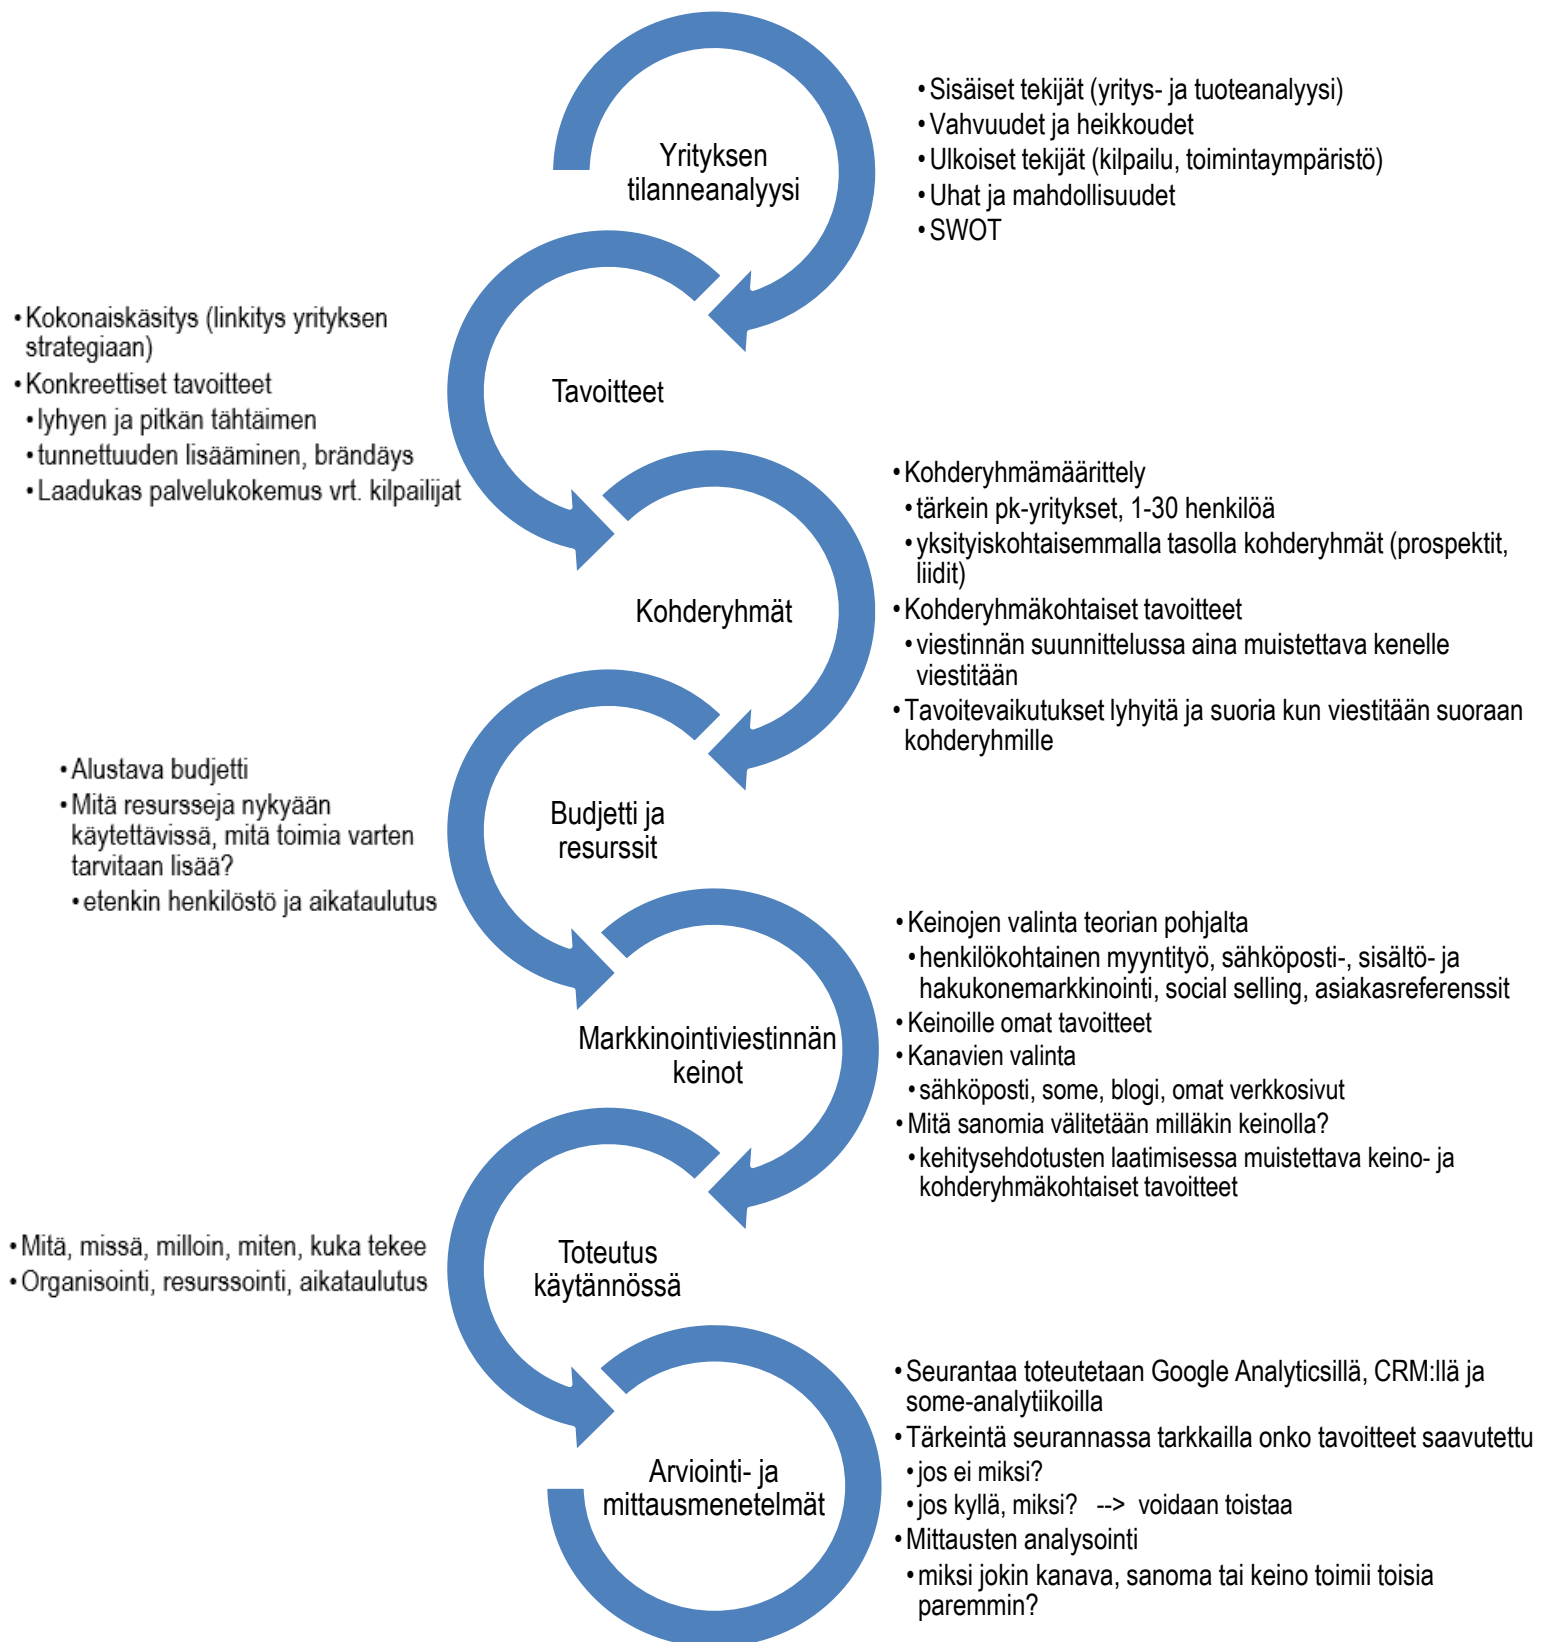 Yrityksen
tilanneanalyysi
• Sisäiset tekijät (yritys- ja tuoteanalyysi)
• Vahvuudet ja heikkoudet
• Ulkoiset tekijät (kilpailu, toimintaympäristö)
• Uhat ja mahdollisuudet
• SWOT
Tavoitteet
• Kokonaiskäsitys (linkitys yrityksen
strategiaan)
• Konkreettiset tavoitteet
• lyhyen ja pitkän tähtäimen
• tunnettuuden lisääminen, brändäys
• Laadukas palvelukokemus vrt. kilpailijat
Kohderyhmät
• Kohderyhmämäärittely
• tärkein pk-yritykset, 1-30 henkilöä
• yksityiskohtaisemmalla tasolla kohderyhmät (prospektit,
liidit)
• Kohderyhmäkohtaiset tavoitteet
• viestinnän suunnittelussa aina muistettava kenelle
viestitään
• Tavoitevaikutukset lyhyitä ja suoria kun viestitään suoraan
kohderyhmille
Budjetti ja
resurssit
• Alustava budjetti
• Mitä resursseja nykyään
käytettävissä, mitä toimia varten
tarvitaan lisää?
• etenkin henkilöstö ja aikataulutus
Markkinointiviestinnän
keinot
• Keinojen valinta teorian pohjalta
• henkilökohtainen myyntityö, sähköposti-, sisältö- ja
hakukonemarkkinointi, social selling, asiakasreferenssit
• Keinoille omat tavoitteet
• Kanavien valinta
• sähköposti, some, blogi, omat verkkosivut
• Mitä sanomia välitetään milläkin keinolla?
• kehitysehdotusten laatimisessa muistettava keino- ja
kohderyhmäkohtaiset tavoitteet
Toteutus
käytännössä
• Mitä, missä, milloin, miten, kuka tekee
• Organisointi, resurssointi, aikataulutus
Arviointi- ja
mittausmenetelmät
• Seurantaa toteutetaan Google Analyticsillä, CRM:llä ja
some-analytiikoilla
• Tärkeintä seurannassa tarkkailla onko tavoitteet saavutettu
• jos ei miksi?
• jos kyllä, miksi? --> voidaan toistaa
• Mittausten analysointi
• miksi jokin kanava, sanoma tai keino toimii toisia
paremmin?